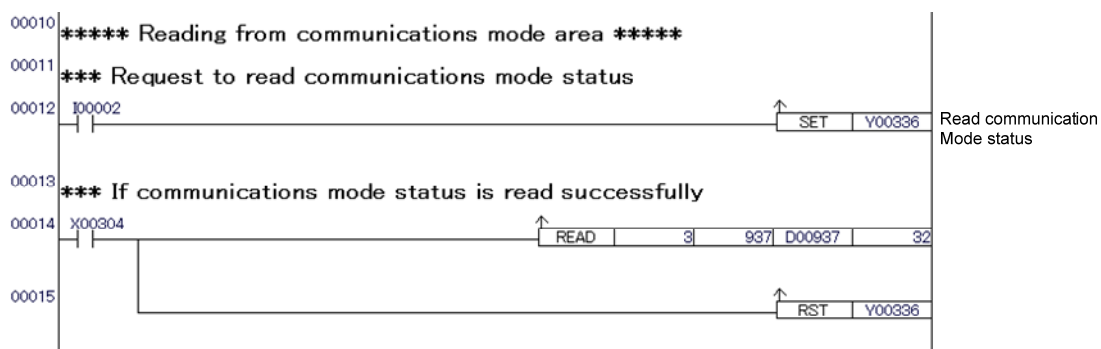 00010 ***** Reading from communications mode area *****
00011 *** Request to read communications mode status
00012 I00002
SET Y00336
Read communication
Mode status
00013 *** If communications mode status is read successfully
00014 X00304
READ 3 937 D00937 32
00015
RST Y00336